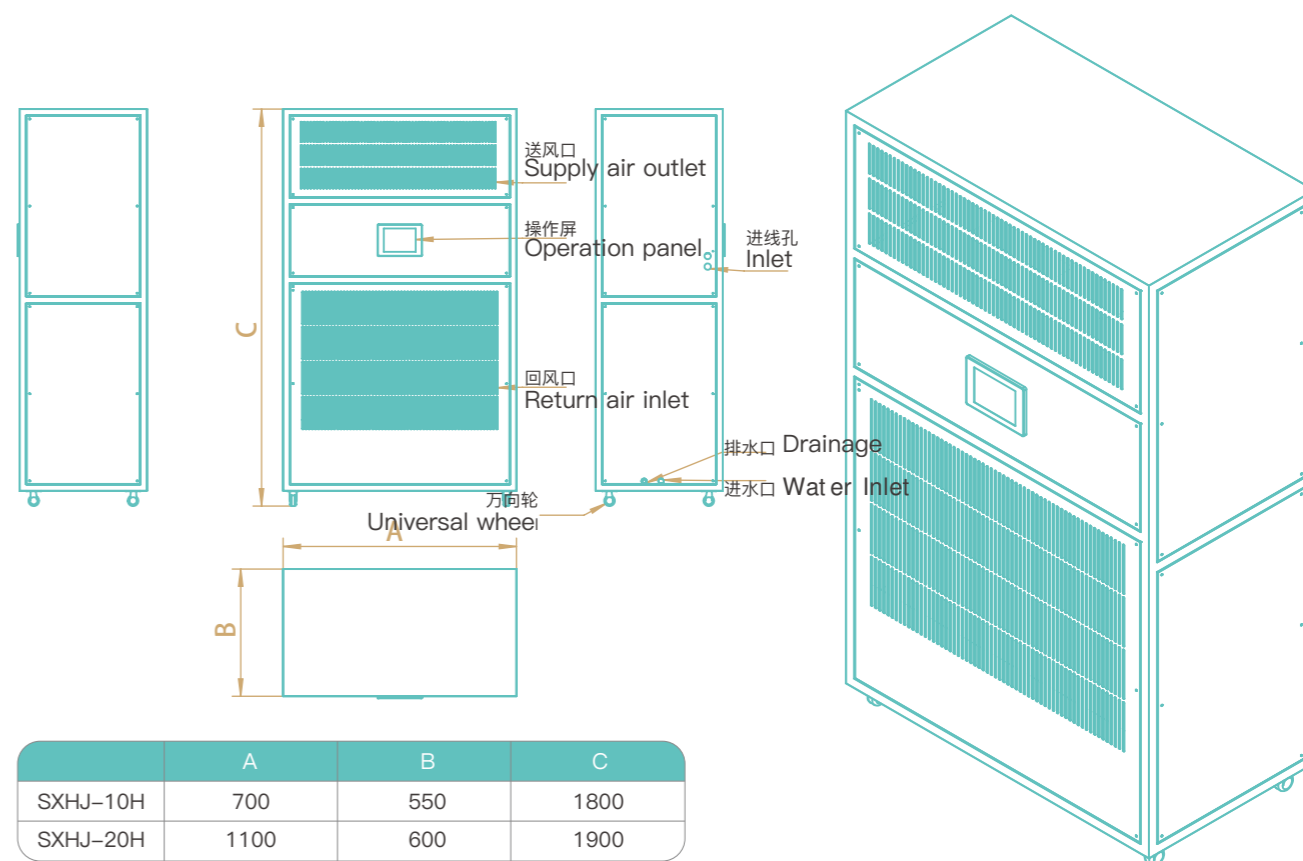 送风口
Supply air outlet
操作屏
Operation panel
进线孔
Inlet
C
回风口
Return air inlet
排水口 Drainage
进水口 Water Inlet
万向轮
Universal wheel
A
B
A B C
SXHJ-10H 700 550 1800
SXHJ-20H 1100 600 1900